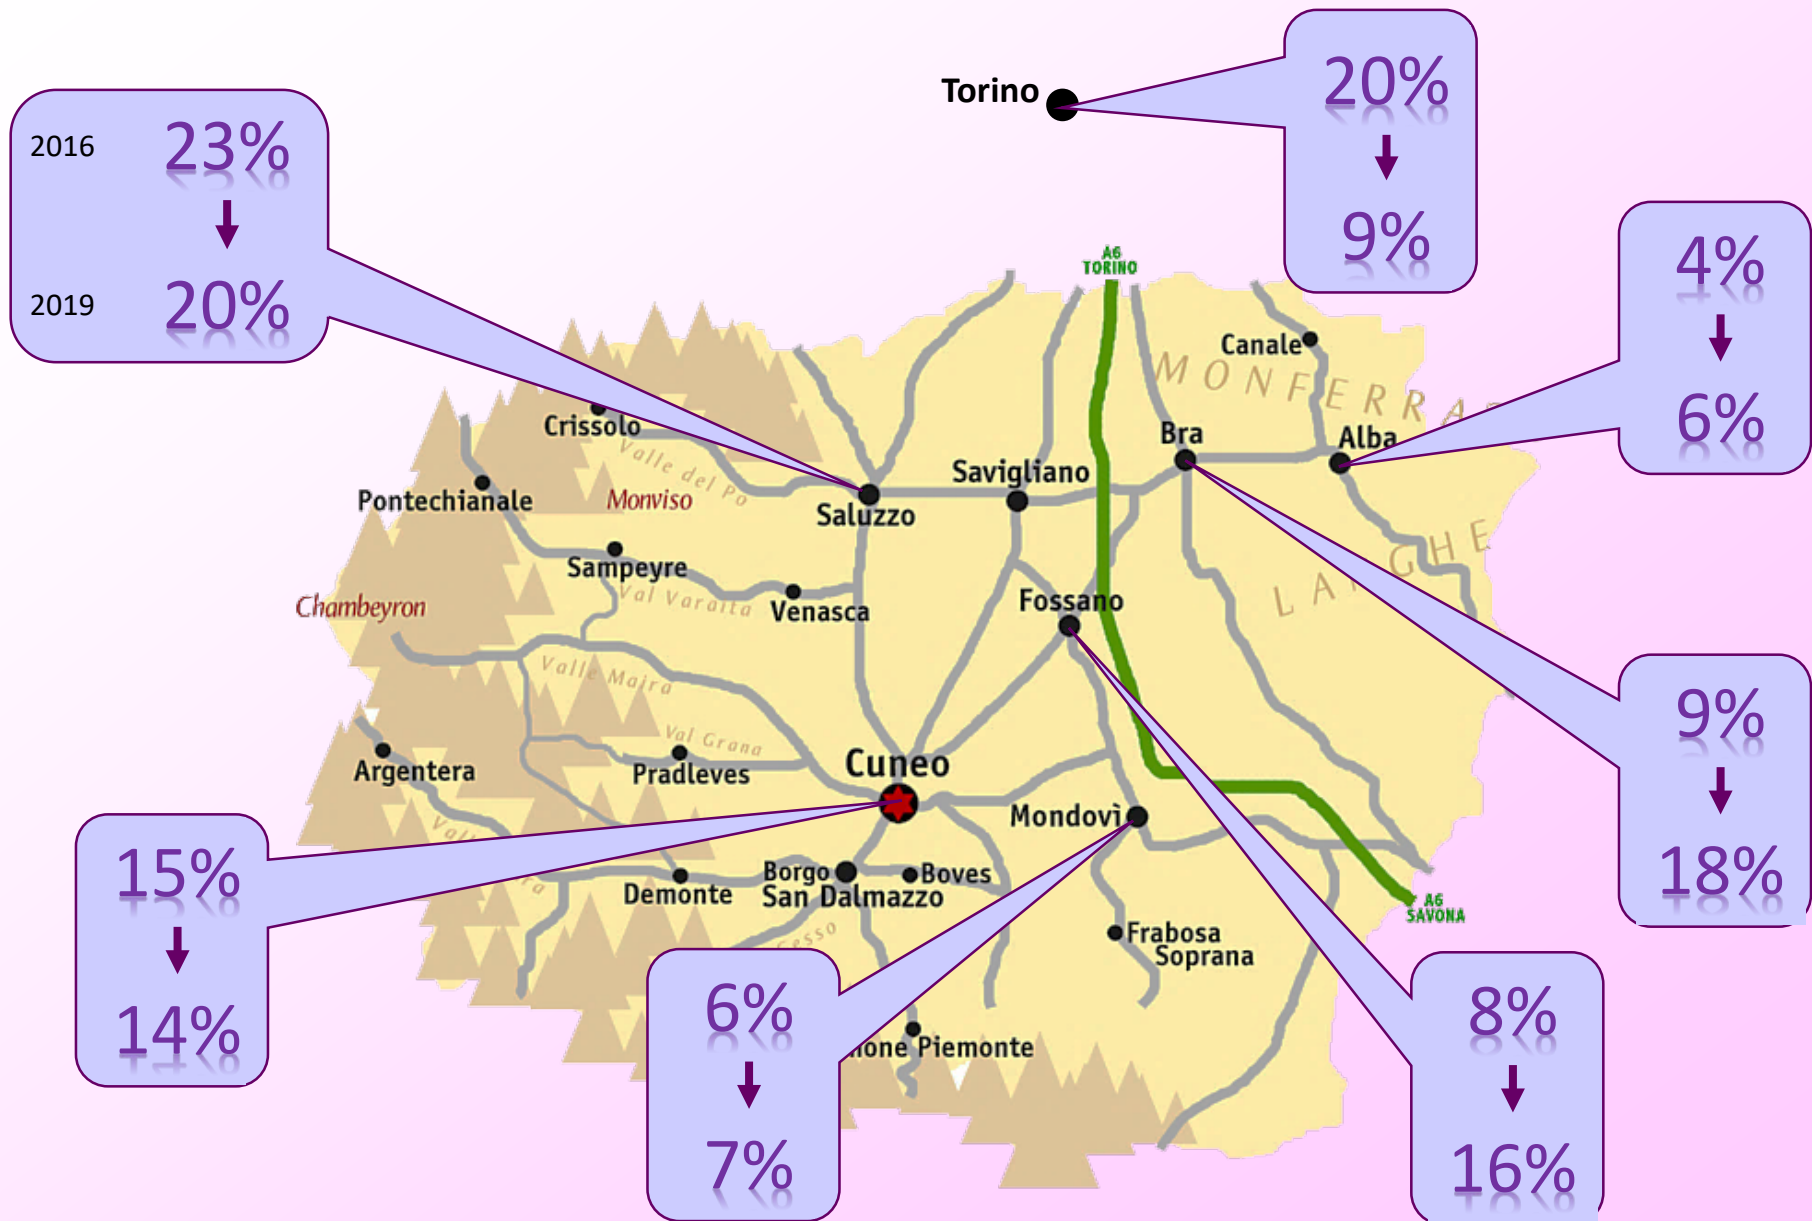 Torino
20%
9%
2016 23%
2019 20%
4%
6%
A6
TORINO
Canale
MONFERRA
Crissolo
Valle del Po
Bra
Alba
Savigliano
Pontechianale
Monviso
Saluzzo
LANGHE
Sampeyre
Val Varaita
Venasca
Chambeyron
Fossano
Valle Maira
9%
18%
Val Grana
Argentera
Pradleves
Cuneo
Mondovì
15%
14%
Demonte
Borgo
San Dalmazzo
Boves
A6
SAVONA
Frabosa
Soprana
6%
7%
Piemonte
8%
16%